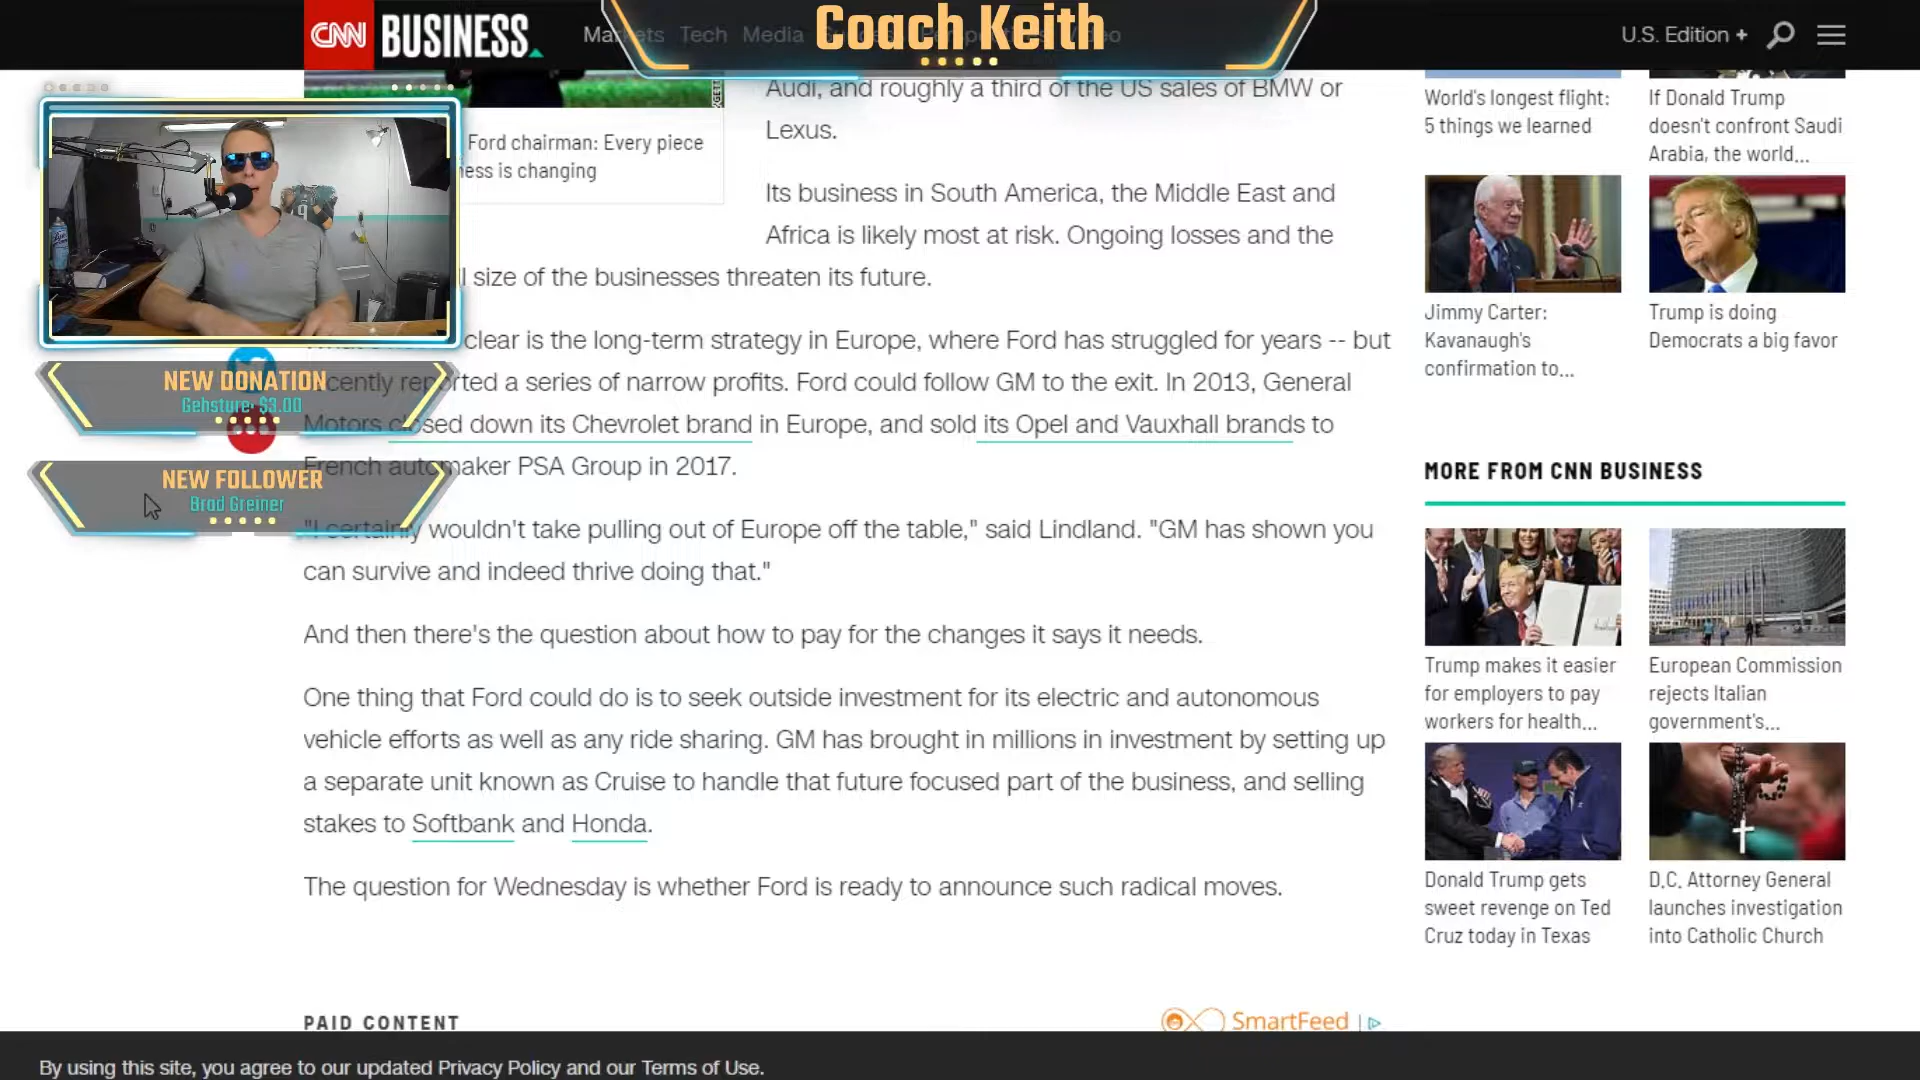 CNN BUSINESS
Markets Tech Media
Coach Keith
U.S. Edition +
Audi, and roughly a third of the US sales of BMW or
Lexus.
Ford chairman: Every piece
ness is changing
Its business in South America, the Middle East and
Africa is likely most at risk. Ongoing losses and the
l size of the businesses threaten its future.
clear is the long-term strategy in Europe, where Ford has struggled for years -- but
cently reported a series of narrow profits. Ford could follow GM to the exit. In 2013, General
Motors closed down its Chevrolet brand in Europe, and sold its Opel and Vauxhall brands to
French automaker PSA Group in 2017.
"I certainly wouldn't take pulling out of Europe off the table," said Lindland. "GM has shown you
can survive and indeed thrive doing that."
And then there's the question about how to pay for the changes it says it needs.
One thing that Ford could do is to seek outside investment for its electric and autonomous
vehicle efforts as well as any ride sharing. GM has brought in millions in investment by setting up
a separate unit known as Cruise to handle that future focused part of the business, and selling
stakes to Softbank and Honda.
The question for Wednesday is whether Ford is ready to announce such radical moves.
NEW DONATION
Gehsture: $3.00
NEW FOLLOWER
Brad Greiner
World's longest flight:
5 things we learned
If Donald Trump
doesn't confront Saudi
Arabia, the world...
Jimmy Carter:
Kavanaugh's
confirmation to...
Trump is doing
Democrats a big favor
MORE FROM CNN BUSINESS
Trump makes it easier
for employers to pay
workers for health...
European Commission
rejects Italian
government's...
Donald Trump gets
sweet revenge on Ted
Cruz today in Texas
D.C. Attorney General
launches investigation
into Catholic Church
PAID CONTENT
SmartFeed
By using this site, you agree to our updated Privacy Policy and our Terms of Use.